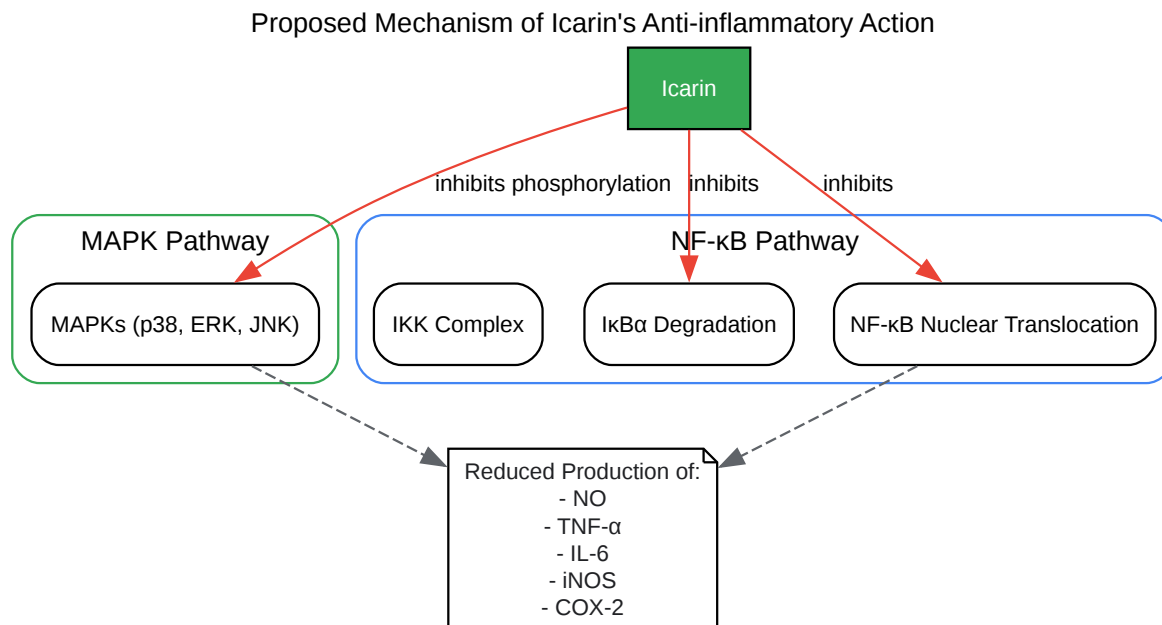 Proposed Mechanism of Icarin's Anti-inflammatory Action
Icarin
inhibits phosphorylation
inhibits
inhibits
MAPK Pathway
NF-κB Pathway
MAPKs (p38, ERK, JNK)
IKK Complex
IκBα Degradation
NF-κB Nuclear Translocation
Reduced Production of:
- NO
- TNF-α
- IL-6
- iNOS
- COX-2